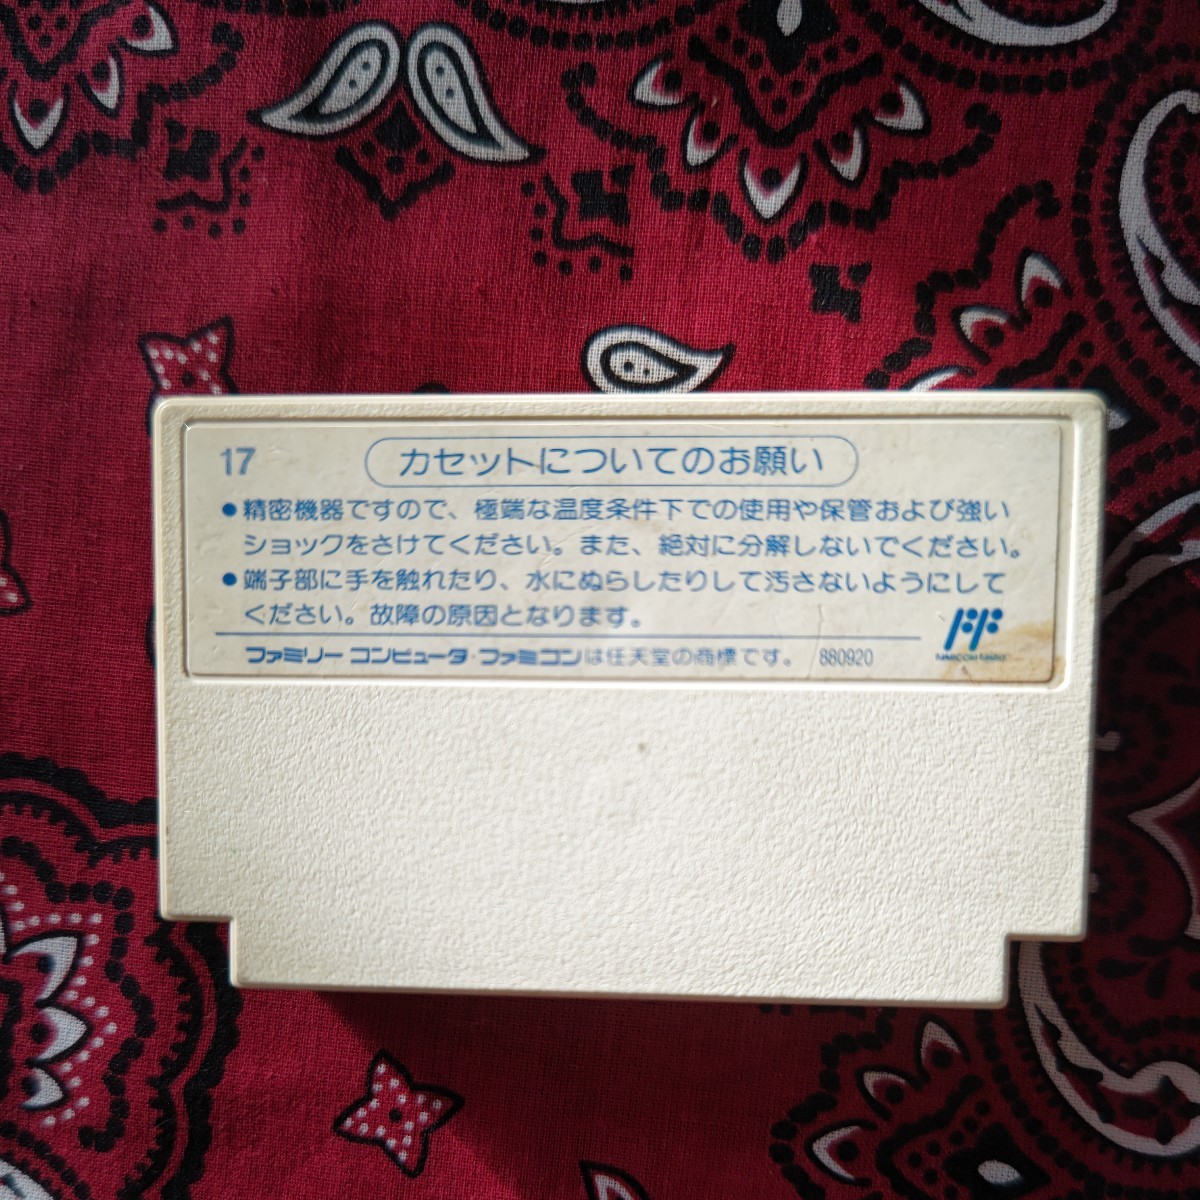 17
カセットについてのお願い
●精密機器ですので、極端な温度条件下での使用や保管および強い
ショックをさけてください。また、絶対に分解しないでください。
●端子部に手を触れたり、水にぬらしたりして汚さないようにして
ください。故障の原因となります。
ファミリーコンピュータ・ファミコンは任天堂の商標です。 880920